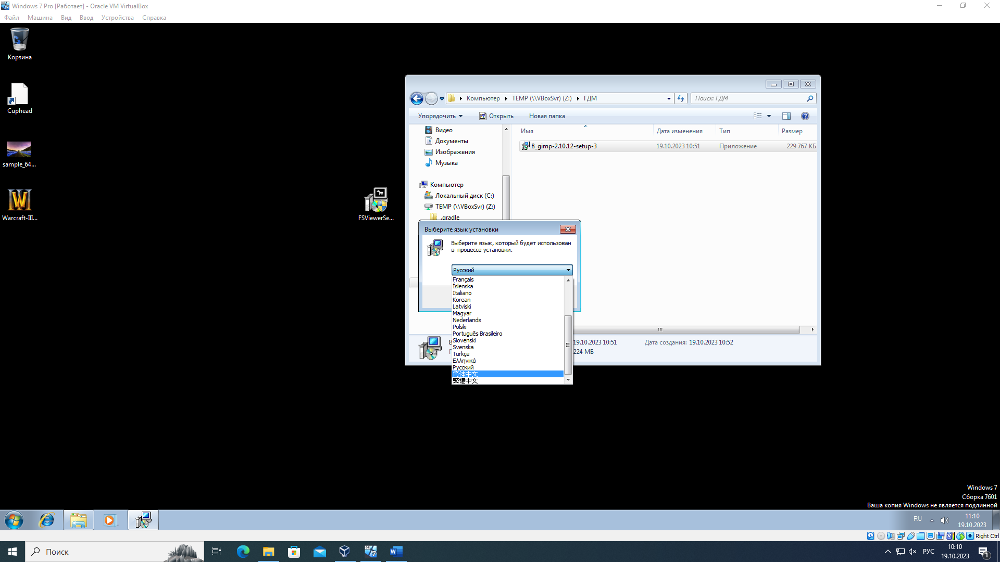 Windows 7 Pro [Работает] - Oracle VM VirtualBox
Файл Машина Вид Ввод Устройства Справка
Корзина
Cuphead
sample_64...
Warcraft-III...
FSViewerSe...
Компьютер TEMP (\\VBoxSvr) (Z:) ГДМ
Поиск: ГДМ
Упорядочить Открыть Новая папка
Видео
Документы
Изображения
Музыка
Компьютер
Локальный диск (C:)
TEMP (\\VBoxSvr) (Z:)
.gradle
Имя Дата изменения Тип Размер
8_gimp-2.10.12-setup-3 19.10.2023 10:51 Приложение 229 767 КБ
Выберите язык установки
Выберите язык, который будет использован
в процессе установки.
Русский
Français
Íslenska
Italiano
Korean
Latviski
Magyar
Nederlands
Polski
Português Brasileiro
Slovenski
Svenska
Türkçe
Ελληνικά
Русский
简体中文
繁體中文
19.10.2023 10:51 Дата создания: 19.10.2023 10:52
224 МБ
Windows 7
Сборка 7601
Ваша копия Windows не является подлинной
RU
11:10
19.10.2023
Right Ctrl
Поиск
РУС
10:10
19.10.2023
1